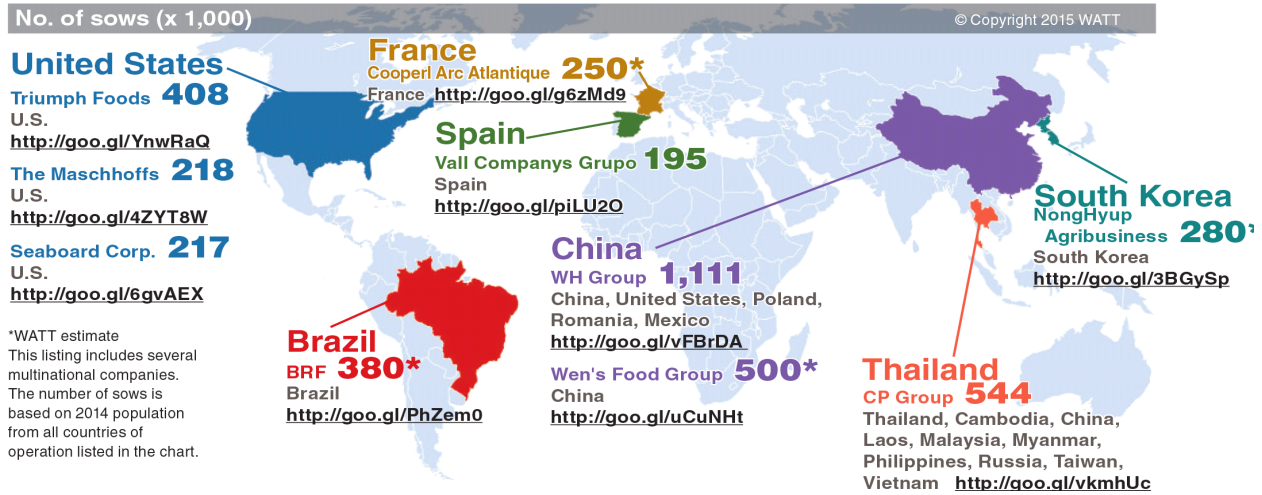 No. of sows (x 1,000)
© Copyright 2015 WATT
United States
Triumph Foods 408
U.S.
http://goo.gl/YnwRaQ
The Maschhoffs 218
U.S.
http://goo.gl/4ZYT8W
Seaboard Corp. 217
U.S.
http://goo.gl/6gvAEX
*WATT estimate
This listing includes several
multinational companies.
The number of sows is
based on 2014 population
from all countries of
operation listed in the chart.
France
Cooperl Arc Atlantique 250*
France http://goo.gl/g6zMd9
Spain
Vall Companys Grupo 195
Spain
http://goo.gl/piLU2O
Brazil
BRF 380*
Brazil
http://goo.gl/PhZem0
China
WH Group 1,111
China, United States, Poland,
Romania, Mexico
http://goo.gl/vFBrDA
Wen's Food Group 500*
China
http://goo.gl/uCuNHt
South Korea
NongHyup
Agribusiness 280*
South Korea
http://goo.gl/3BGySp
Thailand
CP Group 544
Thailand, Cambodia, China,
Laos, Malaysia, Myanmar,
Philippines, Russia, Taiwan,
Vietnam http://goo.gl/vkmhUc